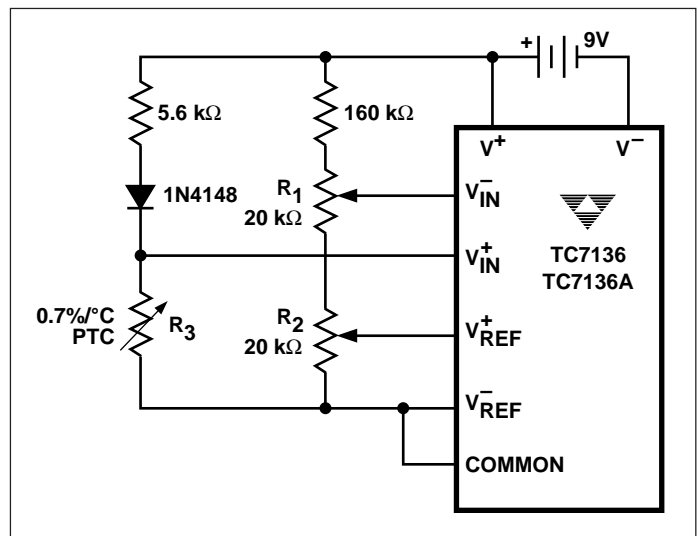 + 9V
5.6 kΩ
160 kΩ
V+ V−
1N4148
R1
20 kΩ
V−IN
V+IN
TC7136
TC7136A
0.7%/°C
PTC
R3
R2
20 kΩ
V+REF
V−REF
COMMON